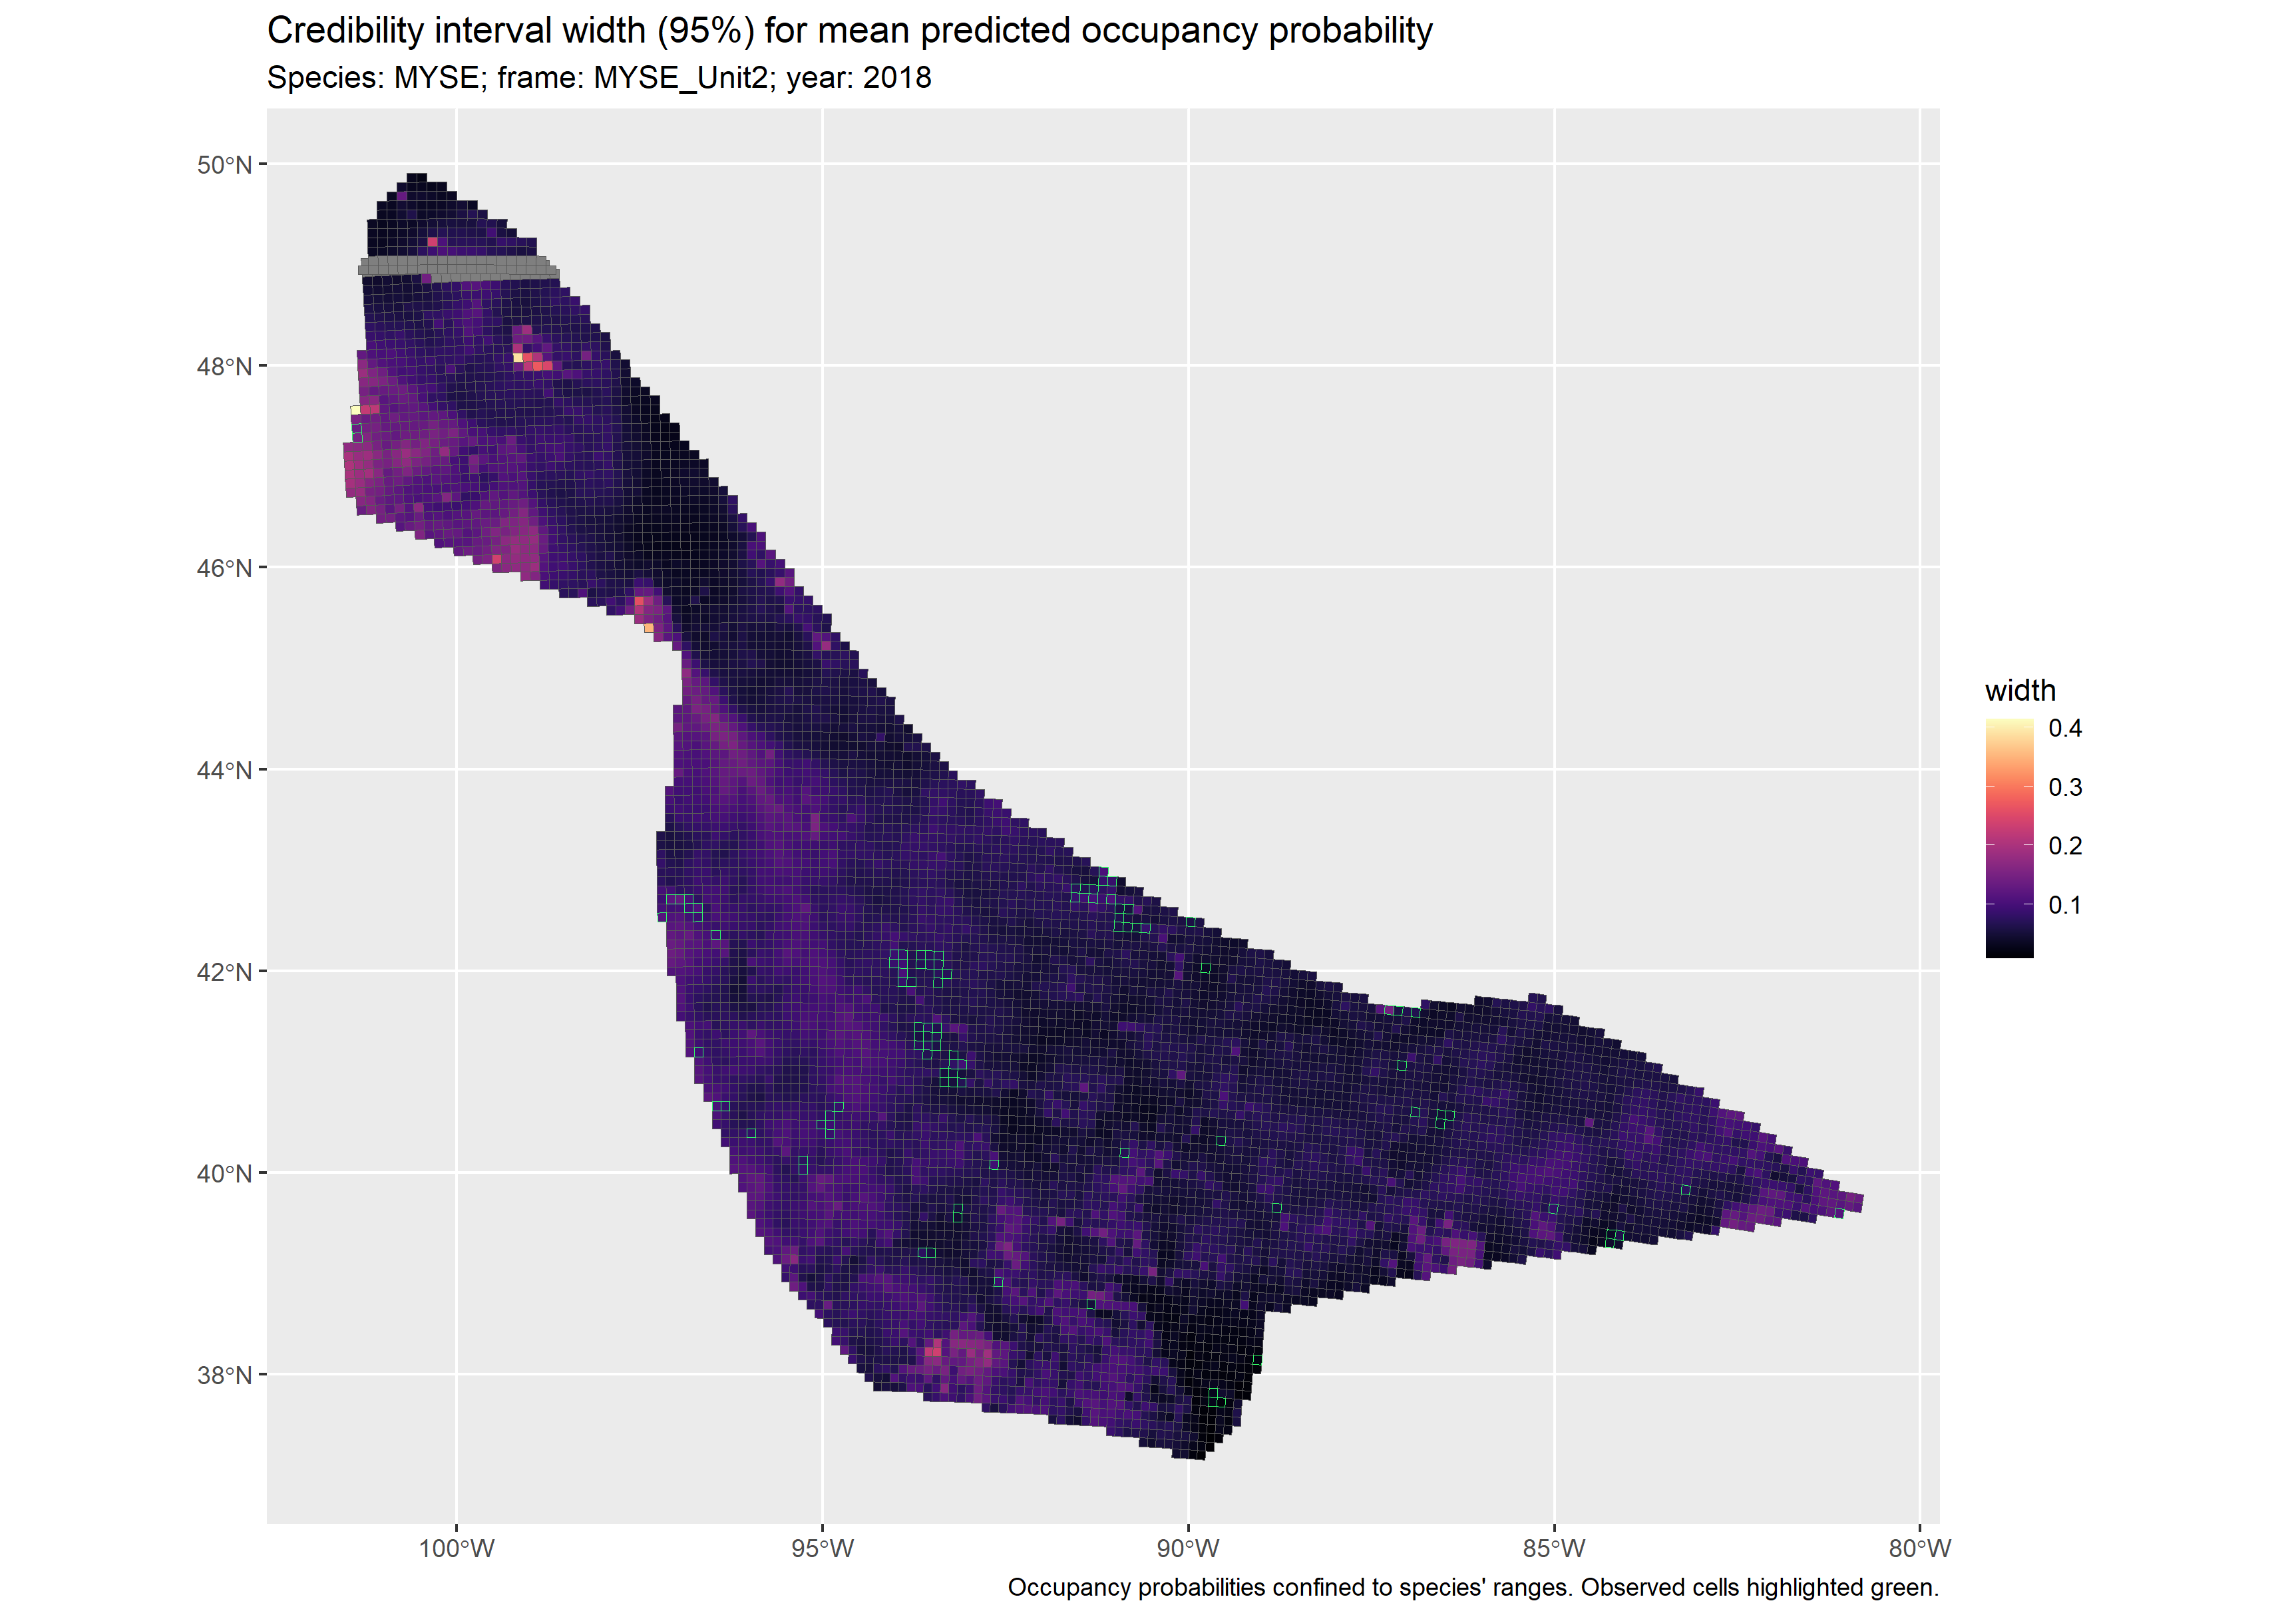 Credibility interval width (95%) for mean predicted occupancy probability
Species: MYSE; frame: MYSE_Unit2; year: 2018
50°N
48°N
46°N
44°N
42°N
40°N
38°N
width
0.4
0.3
0.2
0.1
100°W
95°W
90°W
85°W
80°W
Occupancy probabilities confined to species' ranges. Observed cells highlighted green.